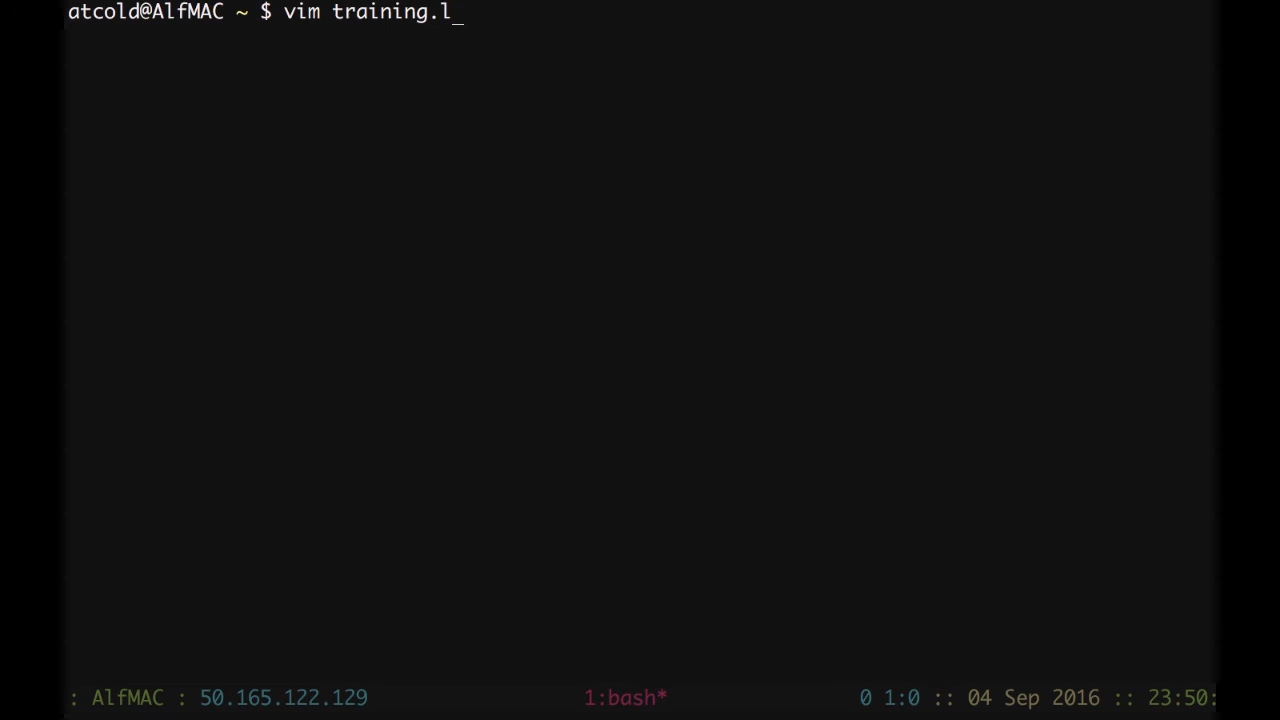 atcold@AlfMAC ~ $ vim training.l_
: AlfMAC : 50.165.122.129 1:bash* 0 1:0 :: 04 Sep 2016 :: 23:50: